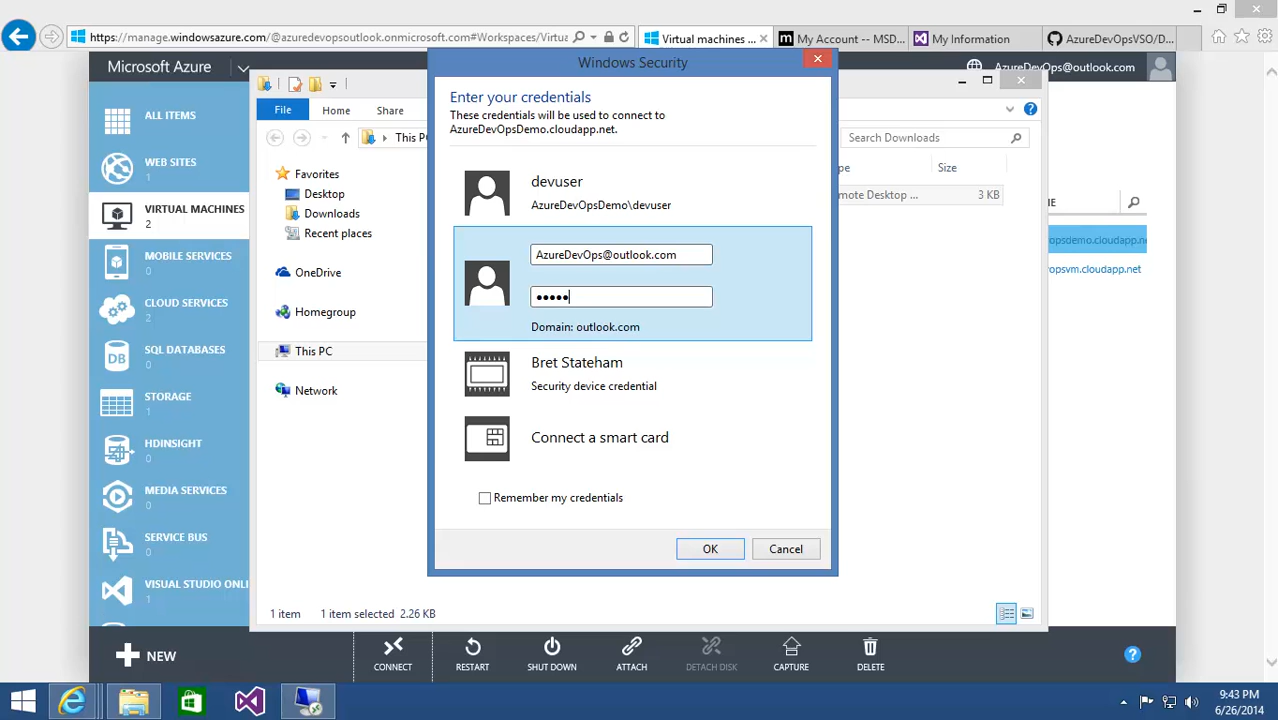 https://manage.windowsazure.com/@azuredevopsoutlook.onmicrosoft.com#Workspaces/Virtua
Virtual machines ...
My Account -- MSD...
My Information
AzureDevOpsVSO/D...
Microsoft Azure
AzureDevOps@outlook.com
ALL ITEMS
WEB SITES
1
VIRTUAL MACHINES
2
MOBILE SERVICES
0
CLOUD SERVICES
2
SQL DATABASES
0
STORAGE
1
HDINSIGHT
0
MEDIA SERVICES
0
SERVICE BUS
0
VISUAL STUDIO ONLI
1
File
Home
Share
This P
Search Downloads
Favorites
Desktop
Downloads
Recent places
OneDrive
Homegroup
This PC
Network
pe
Size
mote Desktop ...
3 KB
ME
opsdemo.cloudapp.net
opsvm.cloudapp.net
1 item
1 item selected 2.26 KB
Windows Security
Enter your credentials
These credentials will be used to connect to
AzureDevOpsDemo.cloudapp.net.
devuser
AzureDevOpsDemo\devuser
AzureDevOps@outlook.com
●●●●●
Domain: outlook.com
Bret Stateham
Security device credential
Connect a smart card
Remember my credentials
OK
Cancel
NEW
CONNECT
RESTART
SHUT DOWN
ATTACH
DETACH DISK
CAPTURE
DELETE
9:43 PM
6/26/2014